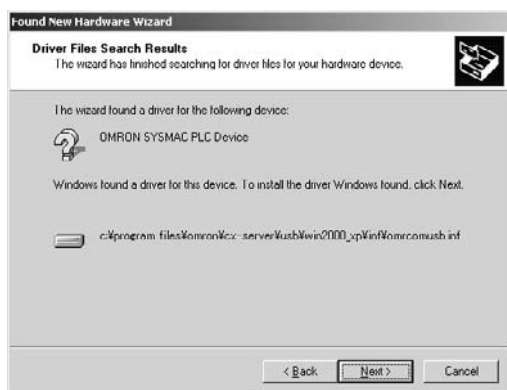 Found New Hardware Wizard
Driver Files Search Results
The wizard has finished searching for driver files for your hardware device.
The wizard found a driver for the following device:
OMRON SYSMAC PLC Device
Windows found a driver for this device. To install the driver Windows found, click Next.
c:¥program files¥omron¥cx-server¥usb¥win2000_xp¥inf¥omrcomusb.inf
< Back
Next >
Cancel